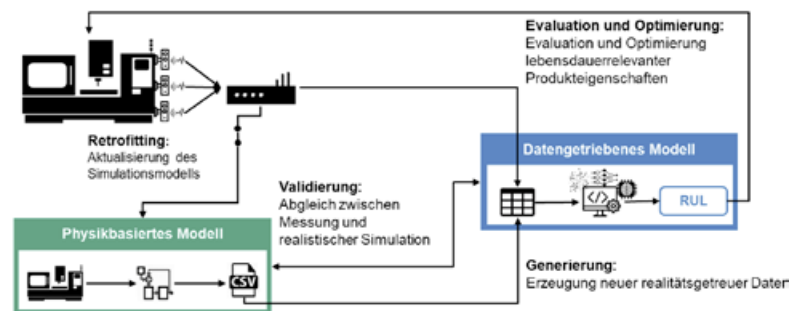 Evaluation und Optimierung:
Evaluation und Optimierung
lebensdauerrelevanter
Produkteigenschaften
Retrofitting:
Aktualisierung des
Simulationsmodells
Datengetriebenes Modell
</>
RUL
Validierung:
Abgleich zwischen
Messung und
realistischer Simulation
Physikbasiertes Modell
CSV
Generierung:
Erzeugung neuer realitätsgetreuer Daten